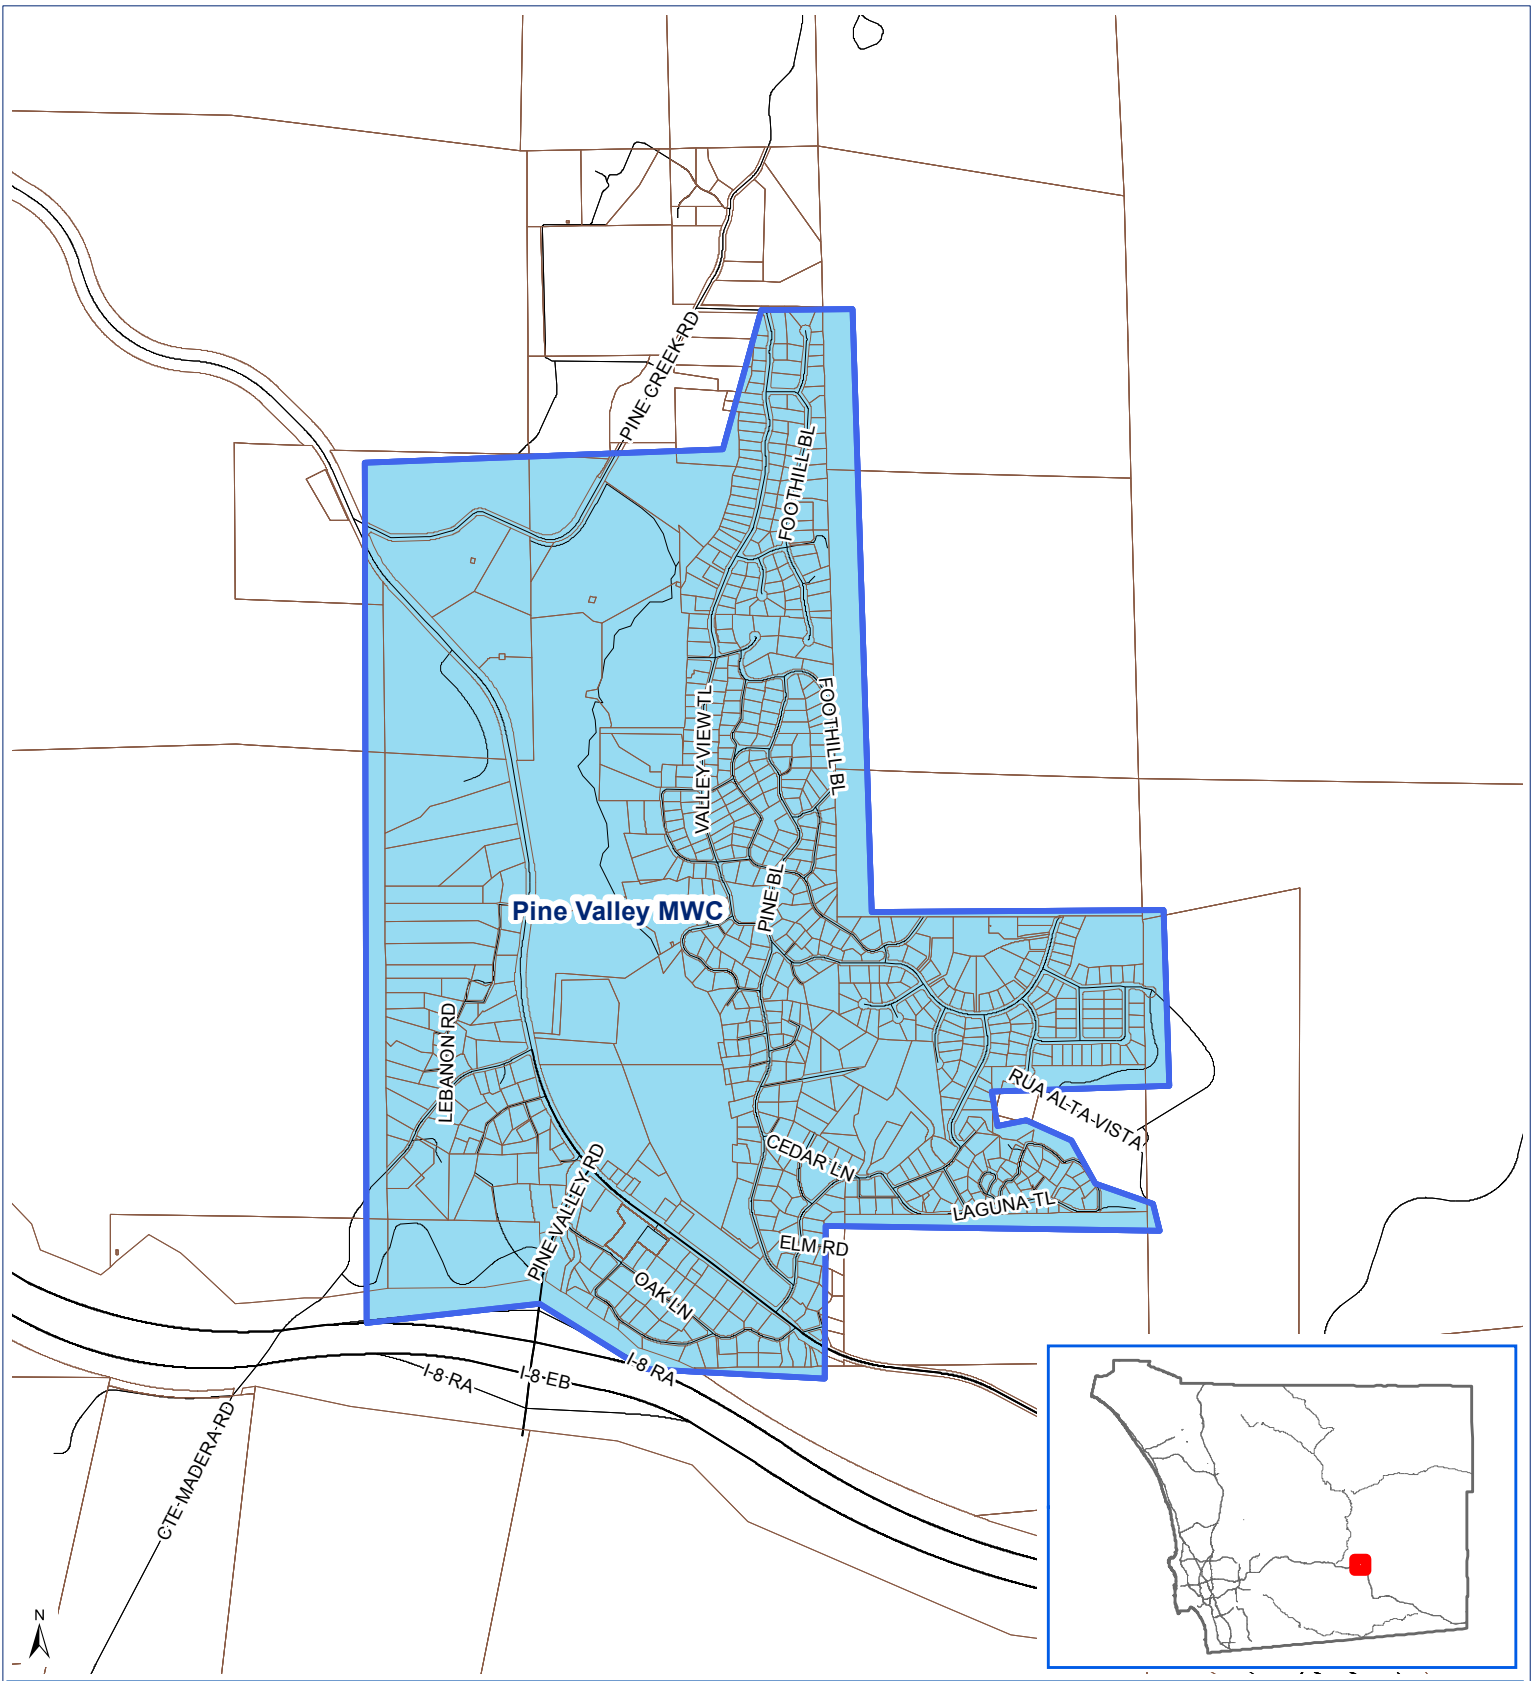 PINE CREEK RD
FOOTHILL BL
FOOTHILL BL
VALLEY VIEW TL
PINE BL
Pine Valley MWC
LEBANON RD
RUA ALTA VISTA
CEDAR LN
LAGUNA TL
PINE VALLEY RD
ELM RD
OAK LN
I-8 RA
I-8 EB
I-8 RA
CTE MADERA RD
N